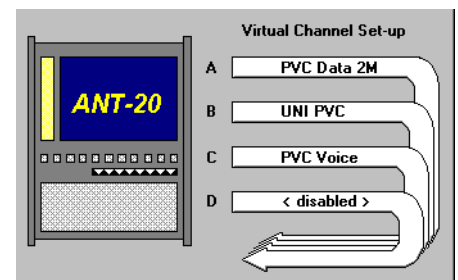 Virtual Channel Set-up
ANT-20
A PVC Data 2M
B UNI PVC
C PVC Voice
D < disabled >